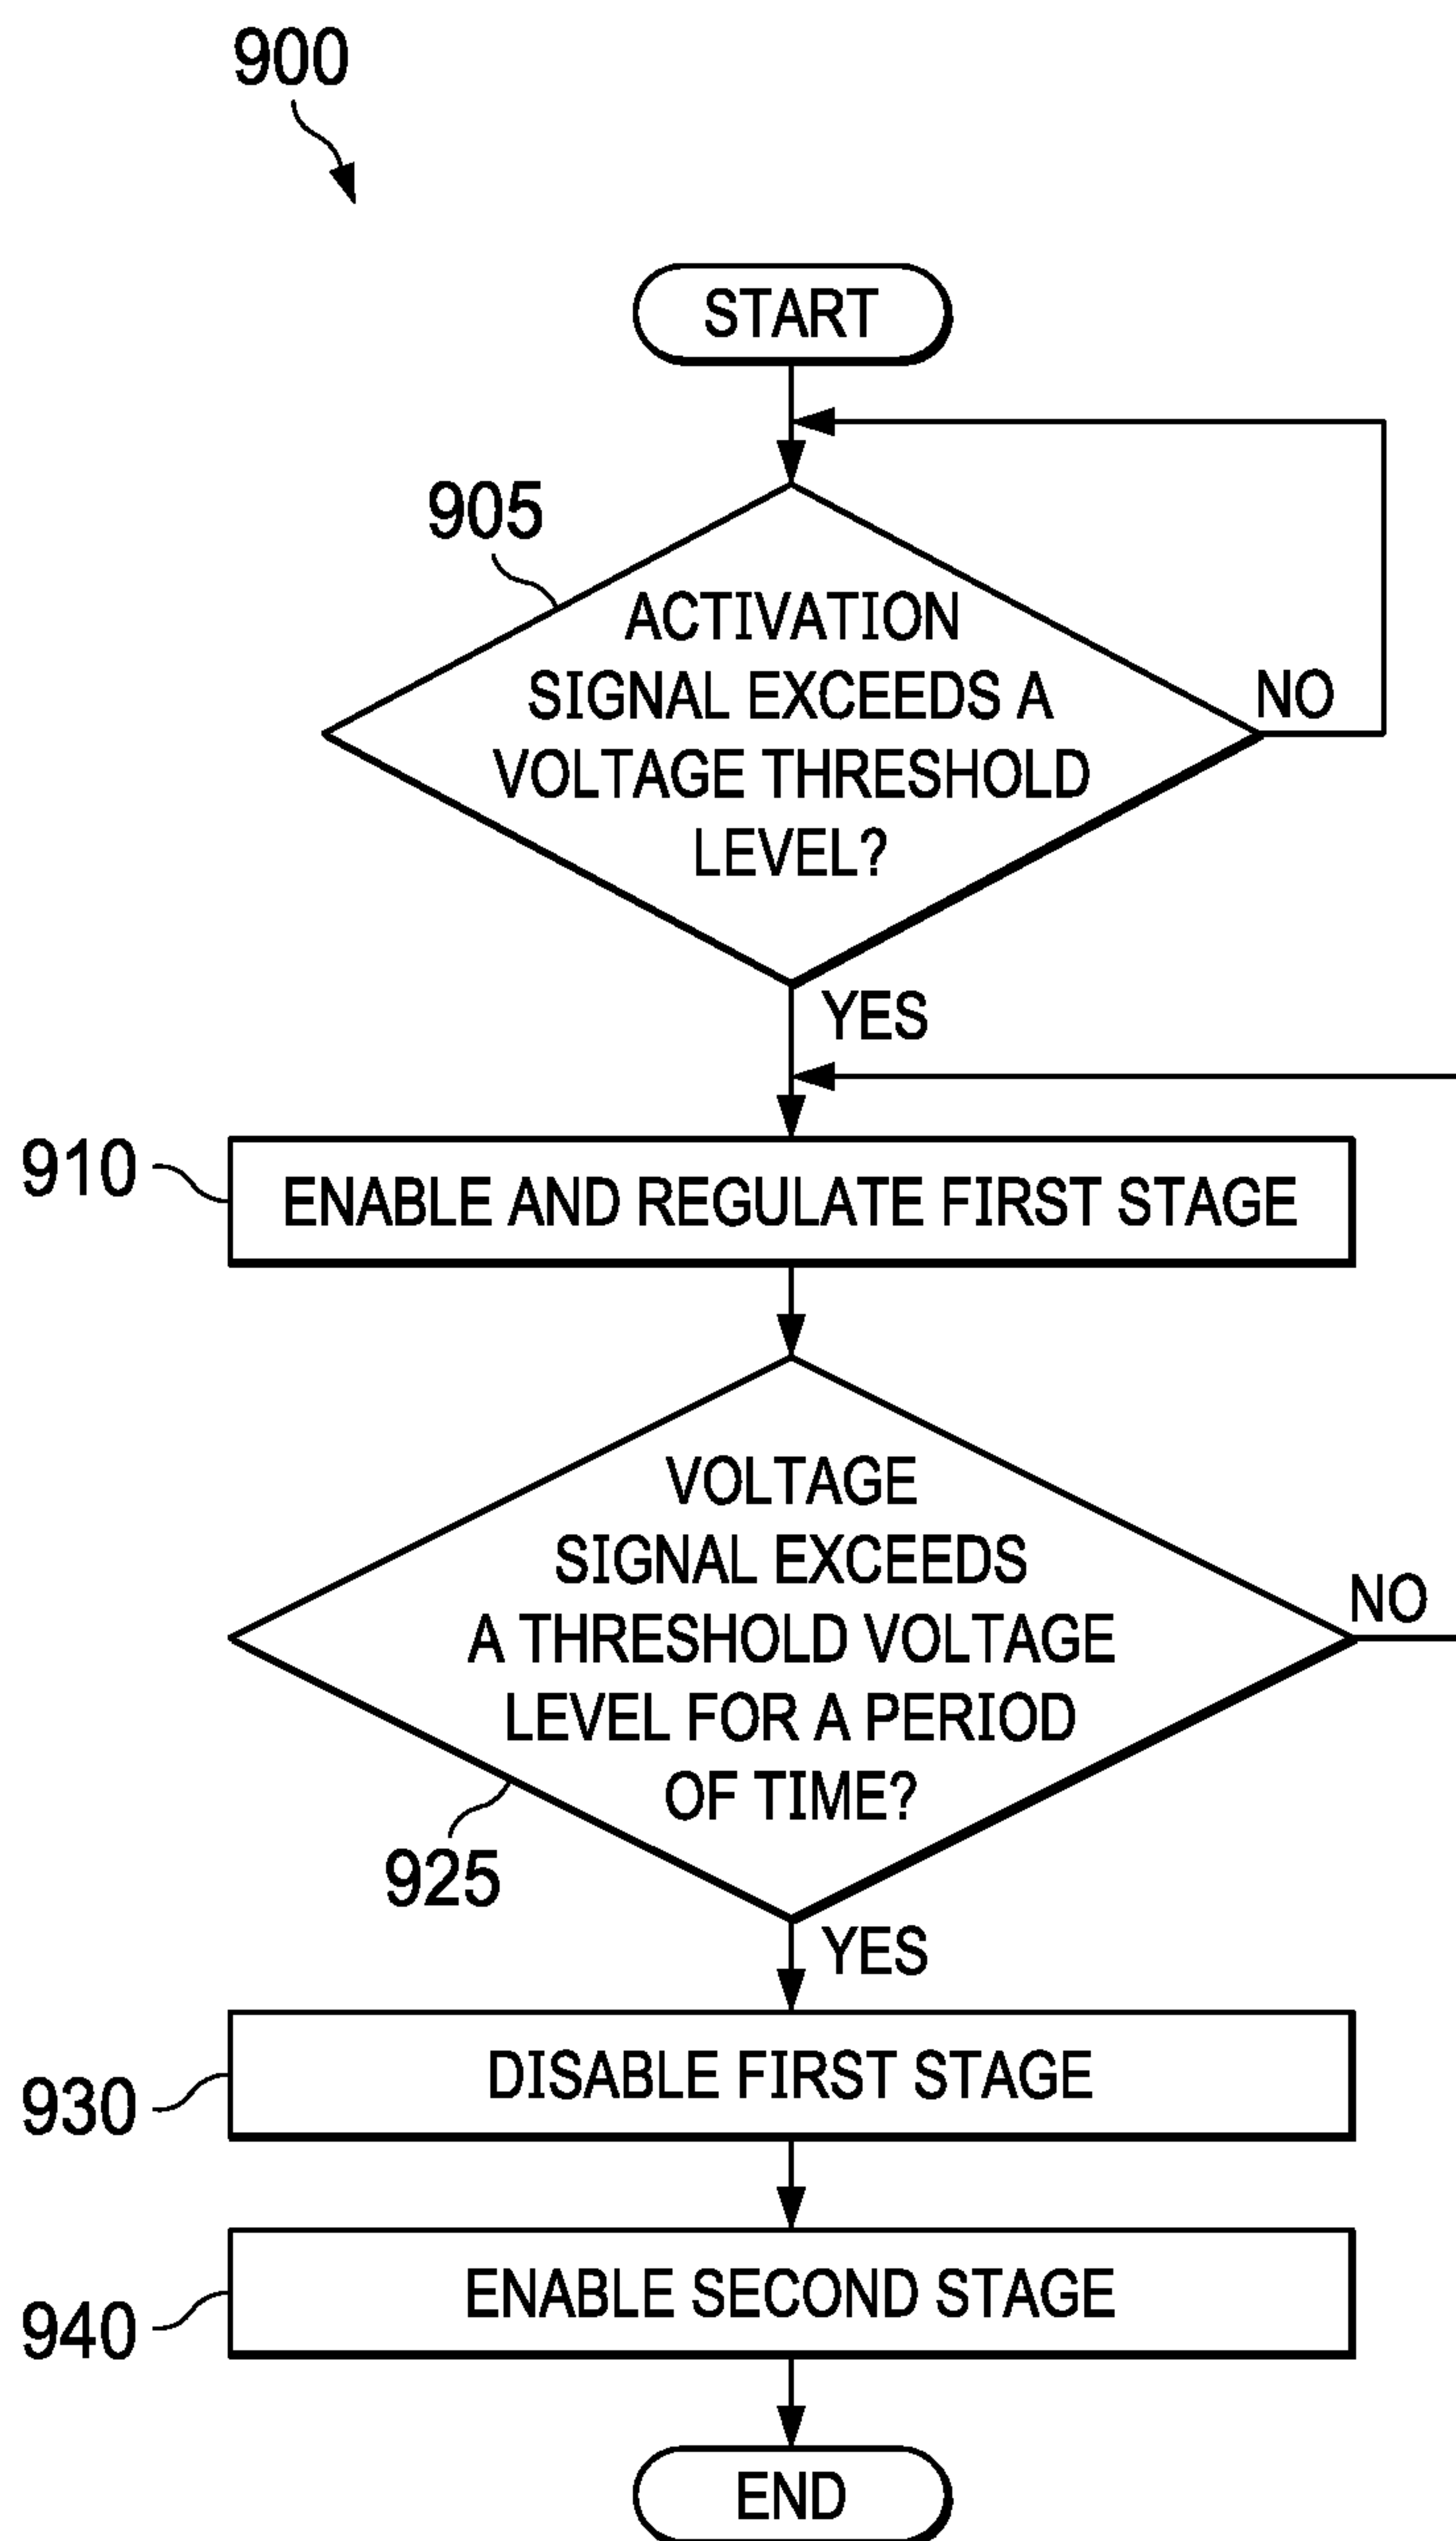 900
START
905
ACTIVATION
SIGNAL EXCEEDS A
VOLTAGE THRESHOLD
LEVEL?
NO
YES
910
ENABLE AND REGULATE FIRST STAGE
VOLTAGE
SIGNAL EXCEEDS
A THRESHOLD VOLTAGE
LEVEL FOR A PERIOD
OF TIME?
NO
925
YES
930
DISABLE FIRST STAGE
940
ENABLE SECOND STAGE
END